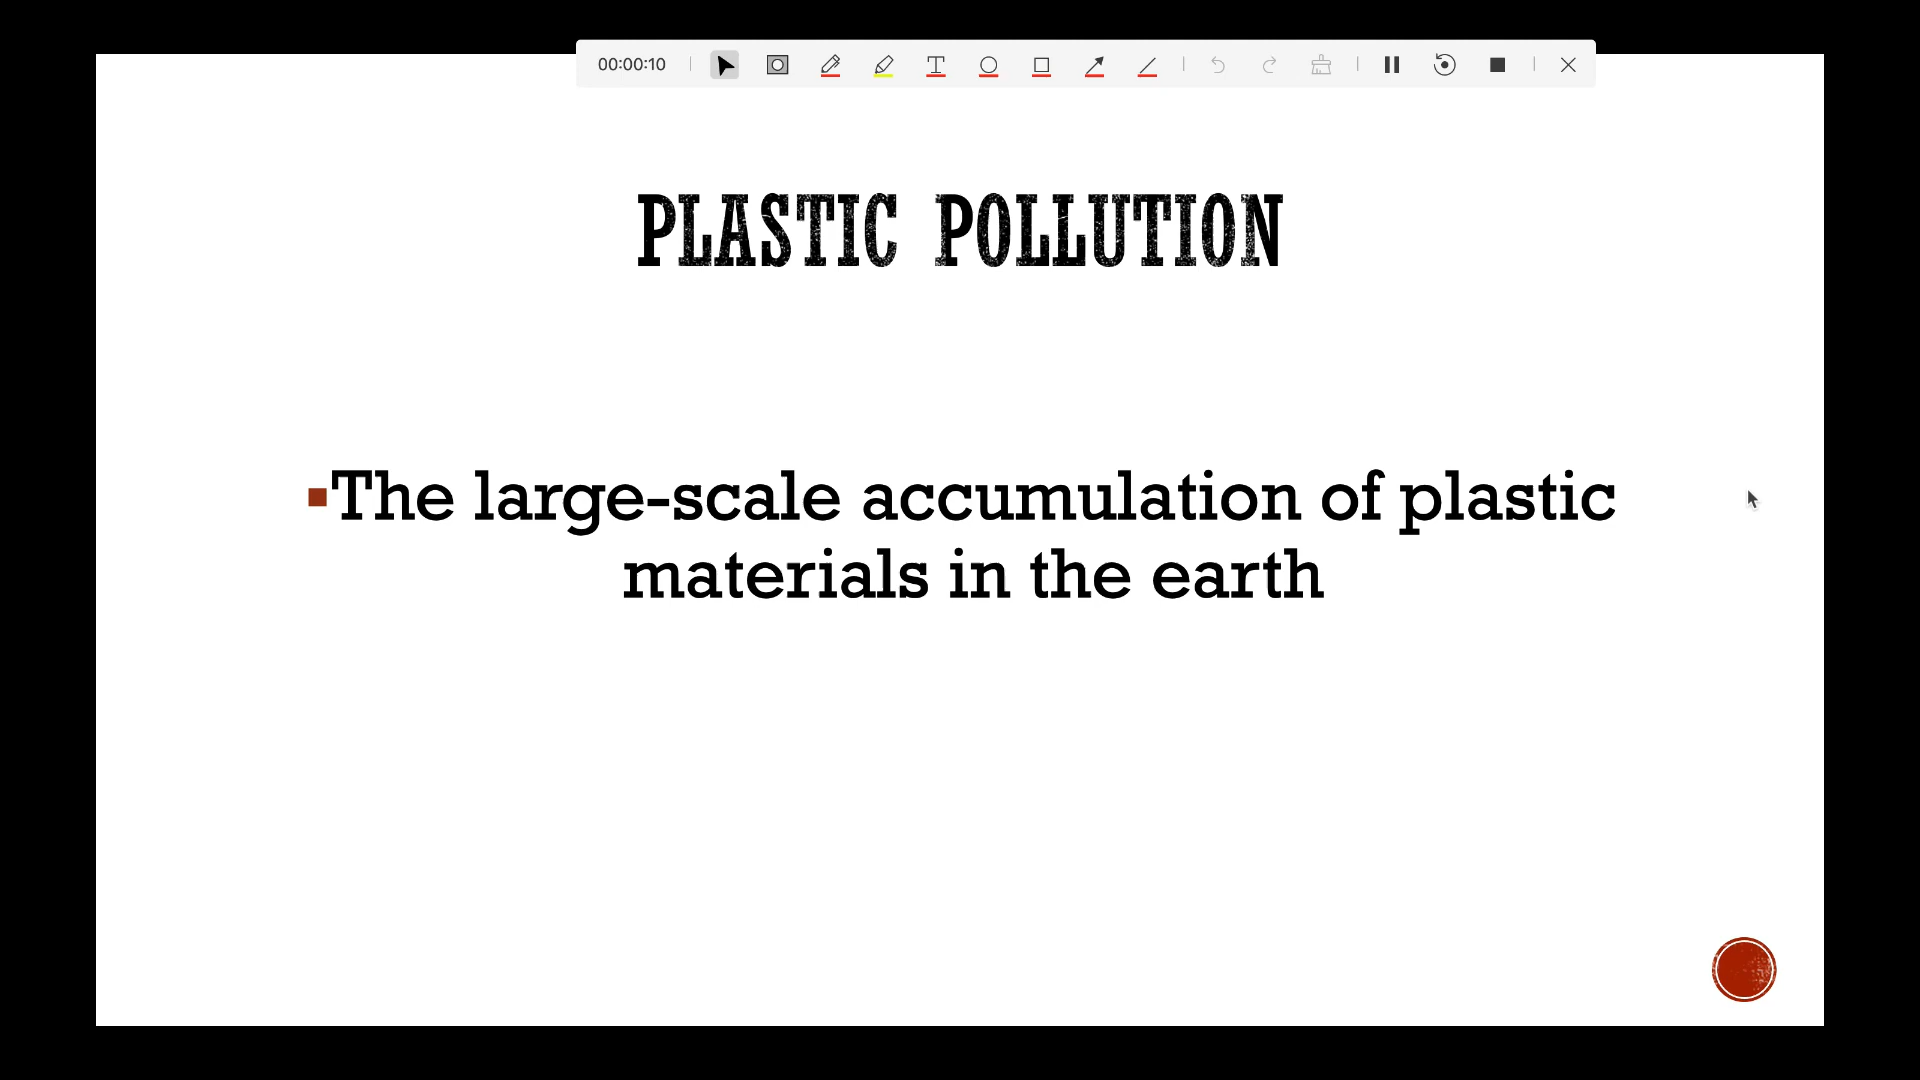 00:00:10
PLASTIC POLLUTION
The large-scale accumulation of plastic
materials in the earth